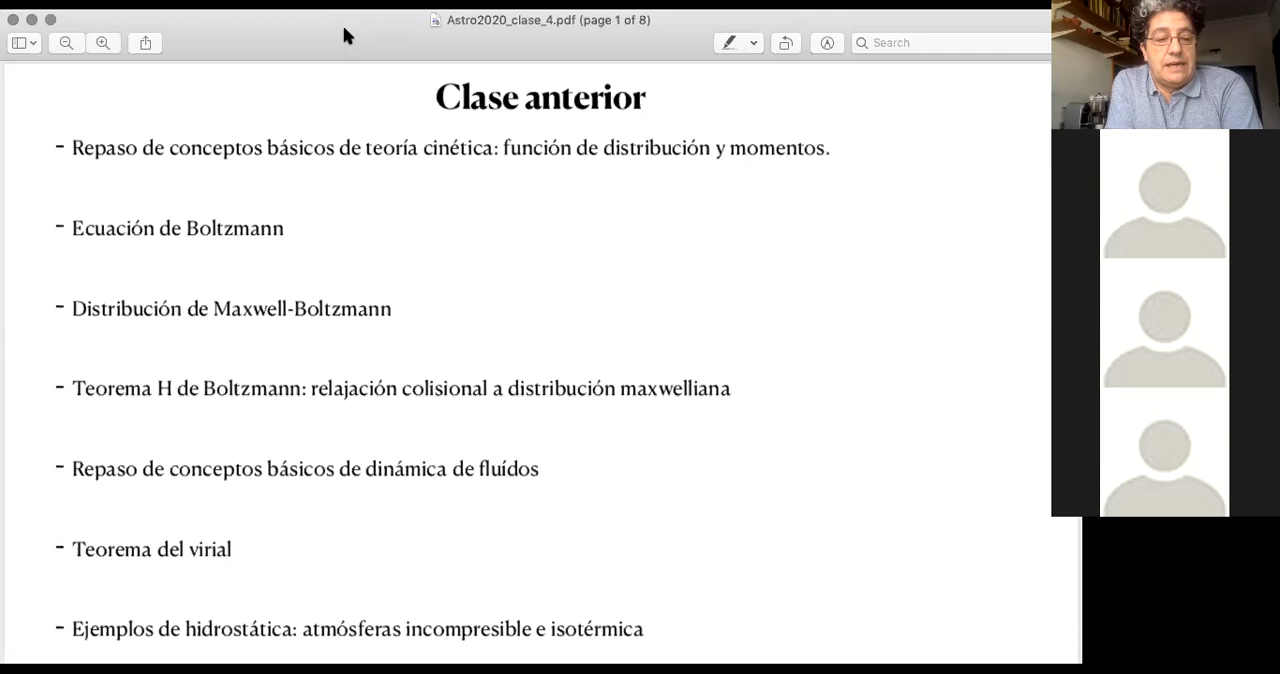 Astro2020_clase_4.pdf (page 1 of 8)
Search
Clase anterior
- Repaso de conceptos básicos de teoría cinética: función de distribución y momentos.
- Ecuación de Boltzmann
- Distribución de Maxwell-Boltzmann
- Teorema H de Boltzmann: relajación colisional a distribución maxwelliana
- Repaso de conceptos básicos de dinámica de fluídos
- Teorema del virial
- Ejemplos de hidrostática: atmósferas incompresible e isotérmica